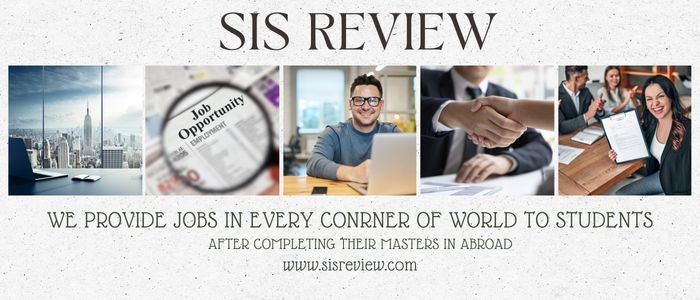 SIS REVIEW
Job
Opportunity
EMPLOYMENT
WE PROVIDE JOBS IN EVERY CONRNER OF WORLD TO STUDENTS
AFTER COMPLETING THEIR MASTERS IN ABROAD
www.sisreview.com